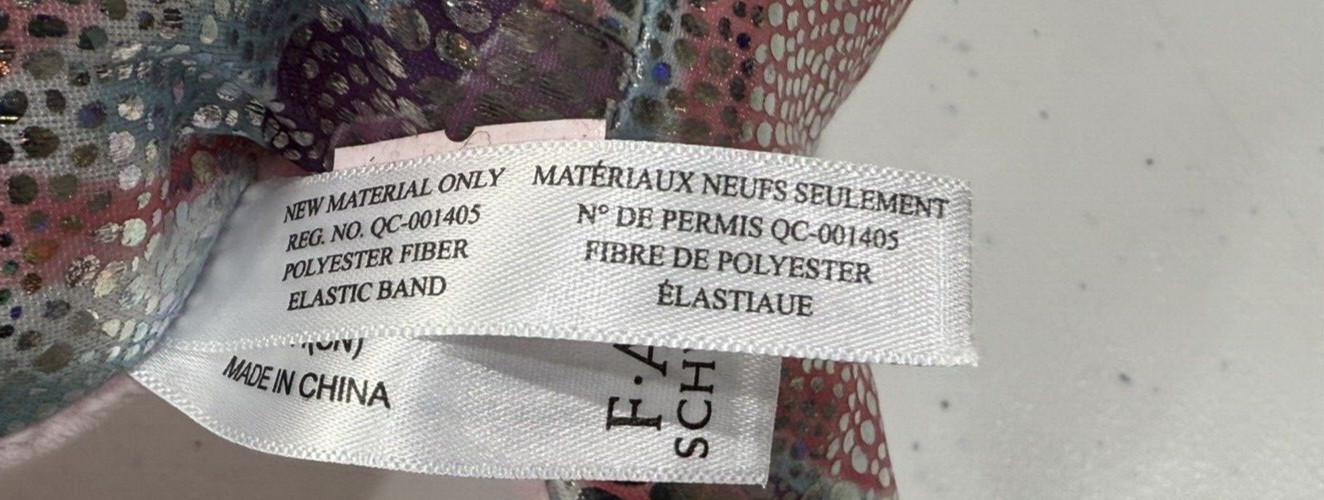 NEW MATERIAL ONLY
REG. NO. QC-001405
POLYESTER FIBER
ELASTIC BAND
MATÉRIAUX NEUFS SEULEMENT
N° DE PERMIS QC-001405
FIBRE DE POLYESTER
ÉLASTIAUE
MADE IN CHINA